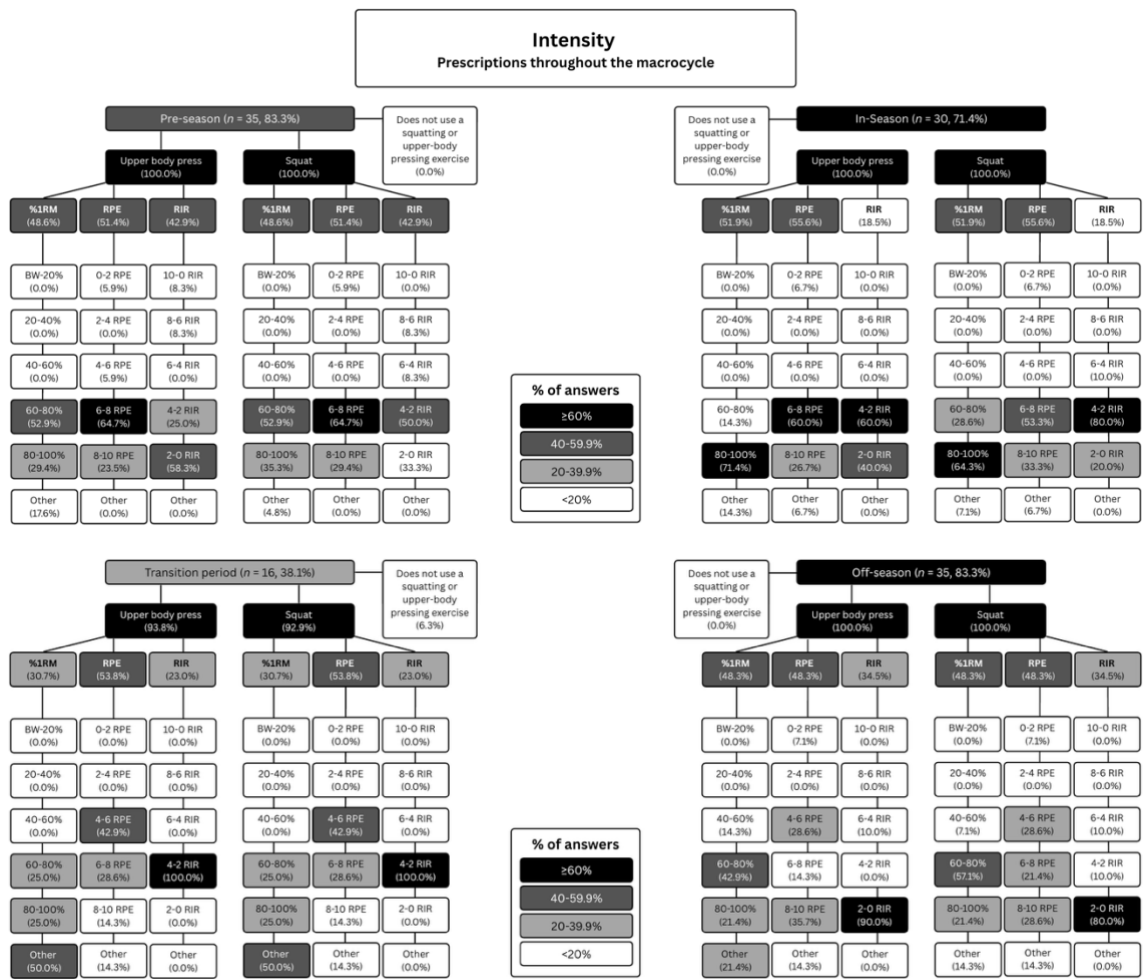 Intensity
Prescriptions throughout the macrocycle
Pre-season (n = 35, 83.3%)
Does not use a
squatting or
upper-body
pressing exercise
(0.0%)
Upper body press
(100.0%)
Squat
(100.0%)
%1RM
(48.6%)
RPE
(51.4%)
RIR
(42.9%)
%1RM
(48.6%)
RPE
(51.4%)
RIR
(42.9%)
BW-20%
(0.0%)
0-2 RPE
(5.9%)
10-0 RIR
(8.3%)
BW-20%
(0.0%)
0-2 RPE
(5.9%)
10-0 RIR
(0.0%)
20-40%
(0.0%)
2-4 RPE
(0.0%)
8-6 RIR
(8.3%)
20-40%
(0.0%)
2-4 RPE
(0.0%)
8-6 RIR
(8.3%)
40-60%
(0.0%)
4-6 RPE
(5.9%)
6-4 RIR
(0.0%)
40-60%
(0.0%)
4-6 RPE
(0.0%)
6-4 RIR
(8.3%)
60-80%
(52.9%)
6-8 RPE
(64.7%)
4-2 RIR
(25.0%)
60-80%
(52.9%)
6-8 RPE
(64.7%)
4-2 RIR
(50.0%)
80-100%
(29.4%)
8-10 RPE
(23.5%)
2-0 RIR
(58.3%)
80-100%
(35.3%)
8-10 RPE
(29.4%)
2-0 RIR
(33.3%)
Other
(17.6%)
Other
(0.0%)
Other
(0.0%)
Other
(4.8%)
Other
(0.0%)
Other
(0.0%)
% of answers
≥60%
40-59.9%
20-39.9%
<20%
Does not use a
squatting or
upper-body
pressing exercise
(0.0%)
In-Season (n = 30, 71.4%)
Upper body press
(100.0%)
Squat
(100.0%)
%1RM
(51.9%)
RPE
(55.6%)
RIR
(18.5%)
%1RM
(51.9%)
RPE
(55.6%)
RIR
(18.5%)
BW-20%
(0.0%)
0-2 RPE
(6.7%)
10-0 RIR
(0.0%)
BW-20%
(0.0%)
0-2 RPE
(6.7%)
10-0 RIR
(0.0%)
20-40%
(0.0%)
2-4 RPE
(0.0%)
8-6 RIR
(0.0%)
20-40%
(0.0%)
2-4 RPE
(0.0%)
8-6 RIR
(0.0%)
40-60%
(0.0%)
4-6 RPE
(0.0%)
6-4 RIR
(0.0%)
40-60%
(0.0%)
4-6 RPE
(0.0%)
6-4 RIR
(10.0%)
60-80%
(14.3%)
6-8 RPE
(60.0%)
4-2 RIR
(60.0%)
60-80%
(28.6%)
6-8 RPE
(53.3%)
4-2 RIR
(80.0%)
80-100%
(71.4%)
8-10 RPE
(26.7%)
2-0 RIR
(40.0%)
80-100%
(64.3%)
8-10 RPE
(33.3%)
2-0 RIR
(20.0%)
Other
(14.3%)
Other
(6.7%)
Other
(0.0%)
Other
(7.1%)
Other
(6.7%)
Other
(0.0%)
Transition period (n = 16, 38.1%)
Does not use a
squatting or
upper-body
pressing exercise
(6.3%)
Upper body press
(93.8%)
Squat
(92.9%)
%1RM
(30.7%)
RPE
(53.8%)
RIR
(23.0%)
%1RM
(30.7%)
RPE
(53.8%)
RIR
(23.0%)
BW-20%
(0.0%)
0-2 RPE
(0.0%)
10-0 RIR
(0.0%)
BW-20%
(0.0%)
0-2 RPE
(0.0%)
10-0 RIR
(0.0%)
20-40%
(0.0%)
2-4 RPE
(0.0%)
8-6 RIR
(0.0%)
20-40%
(0.0%)
2-4 RPE
(0.0%)
8-6 RIR
(0.0%)
40-60%
(0.0%)
4-6 RPE
(42.9%)
6-4 RIR
(0.0%)
40-60%
(0.0%)
4-6 RPE
(42.9%)
6-4 RIR
(0.0%)
60-80%
(25.0%)
6-8 RPE
(28.6%)
4-2 RIR
(100.0%)
60-80%
(25.0%)
6-8 RPE
(28.6%)
4-2 RIR
(100.0%)
80-100%
(25.0%)
8-10 RPE
(14.3%)
2-0 RIR
(0.0%)
80-100%
(25.0%)
8-10 RPE
(14.3%)
2-0 RIR
(0.0%)
Other
(50.0%)
Other
(14.3%)
Other
(0.0%)
Other
(50.0%)
Other
(14.3%)
Other
(0.0%)
% of answers
≥60%
40-59.9%
20-39.9%
<20%
Does not use a
squatting or
upper-body
pressing exercise
(0.0%)
Off-season (n = 35, 83.3%)
Upper body press
(100.0%)
Squat
(100.0%)
%1RM
(48.3%)
RPE
(48.3%)
RIR
(34.5%)
%1RM
(48.3%)
RPE
(48.3%)
RIR
(34.5%)
BW-20%
(0.0%)
0-2 RPE
(7.1%)
10-0 RIR
(0.0%)
BW-20%
(0.0%)
0-2 RPE
(7.1%)
10-0 RIR
(0.0%)
20-40%
(0.0%)
2-4 RPE
(0.0%)
8-6 RIR
(0.0%)
20-40%
(0.0%)
2-4 RPE
(0.0%)
8-6 RIR
(0.0%)
40-60%
(14.3%)
4-6 RPE
(28.6%)
6-4 RIR
(10.0%)
40-60%
(7.1%)
4-6 RPE
(28.6%)
6-4 RIR
(10.0%)
60-80%
(42.9%)
6-8 RPE
(14.3%)
4-2 RIR
(0.0%)
60-80%
(57.1%)
6-8 RPE
(21.4%)
4-2 RIR
(10.0%)
80-100%
(21.4%)
8-10 RPE
(35.7%)
2-0 RIR
(90.0%)
80-100%
(21.4%)
8-10 RPE
(28.6%)
2-0 RIR
(80.0%)
Other
(21.4%)
Other
(14.3%)
Other
(0.0%)
Other
(14.3%)
Other
(14.3%)
Other
(0.0%)